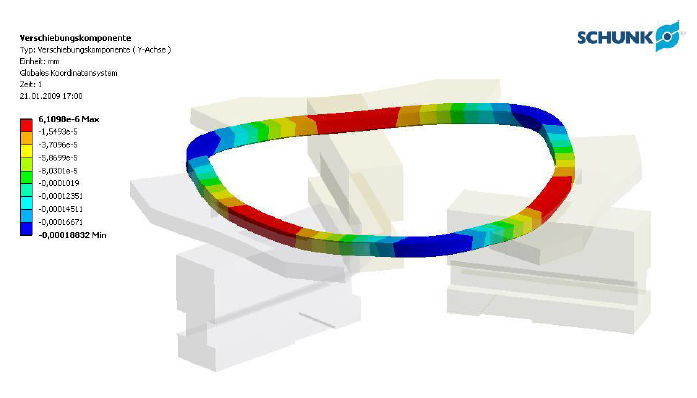 Verschiebungskomponente
Typ: Verschiebungskomponente ( Y-Achse )
Einheit: mm
Globales Koordinatensystem
Zeit: 1
21.01.2009 17:08
6,1098e-6 Max
-1,5493e-5
-3,7096e-5
-5,8699e-5
-8,0301e-5
-0,0001019
-0,00012351
-0,00014511
-0,00016671
-0,00018832 Min
SCHUNK